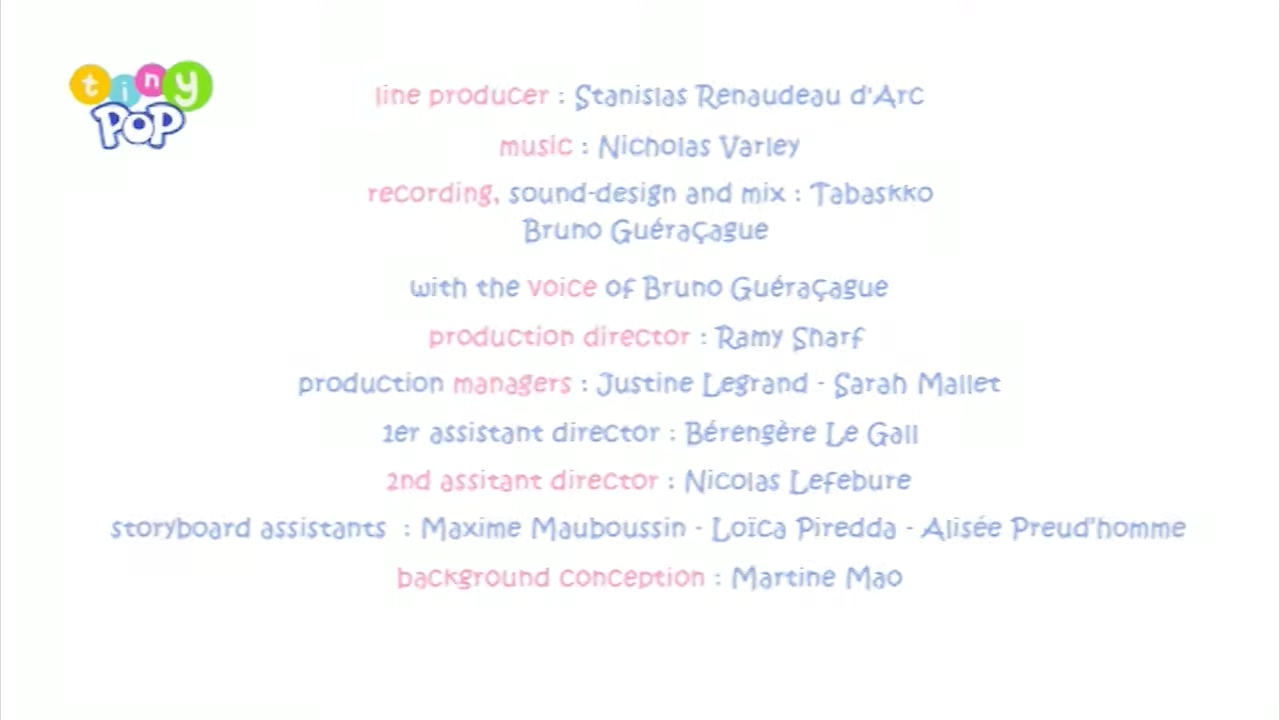 tiny
POP
line producer : Stanislas Renaudeau d'Arc
music : Nicholas Varley
recording, sound-design and mix : Tabaskko
Bruno Guéraçague
with the voice of Bruno Guéraçague
production director : Ramy Sharf
production managers : Justine Legrand - Sarah Mallet
1er assistant director : Bérengère Le Gall
2nd assitant director : Nicolas Lefebure
storyboard assistants : Maxime Mauboussin - Loïca Piredda - Alisée Preud'homme
background conception : Martine Mao